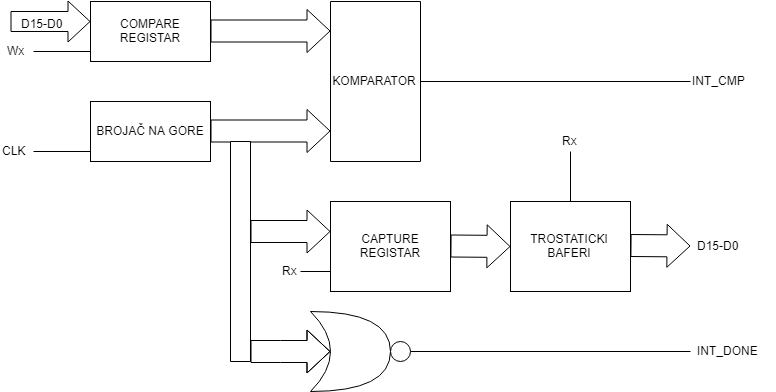 D15-D0
COMPARE
REGISTAR
Wx
KOMPARATOR
INT_CMP
BROJAČ NA GORE
CLK
Rx
CAPTURE
REGISTAR
TROSTATICKI
BAFERI
D15-D0
Rx
INT_DONE